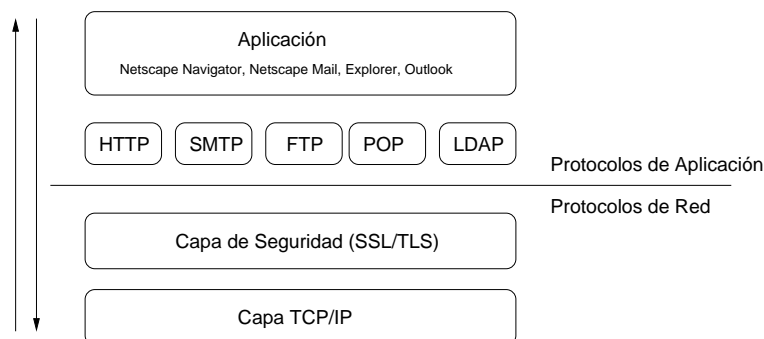 Aplicación
Netscape Navigator, Netscape Mail, Explorer, Outlook
HTTP
SMTP
FTP
POP
LDAP
Protocolos de Aplicación
Protocolos de Red
Capa de Seguridad (SSL/TLS)
Capa TCP/IP